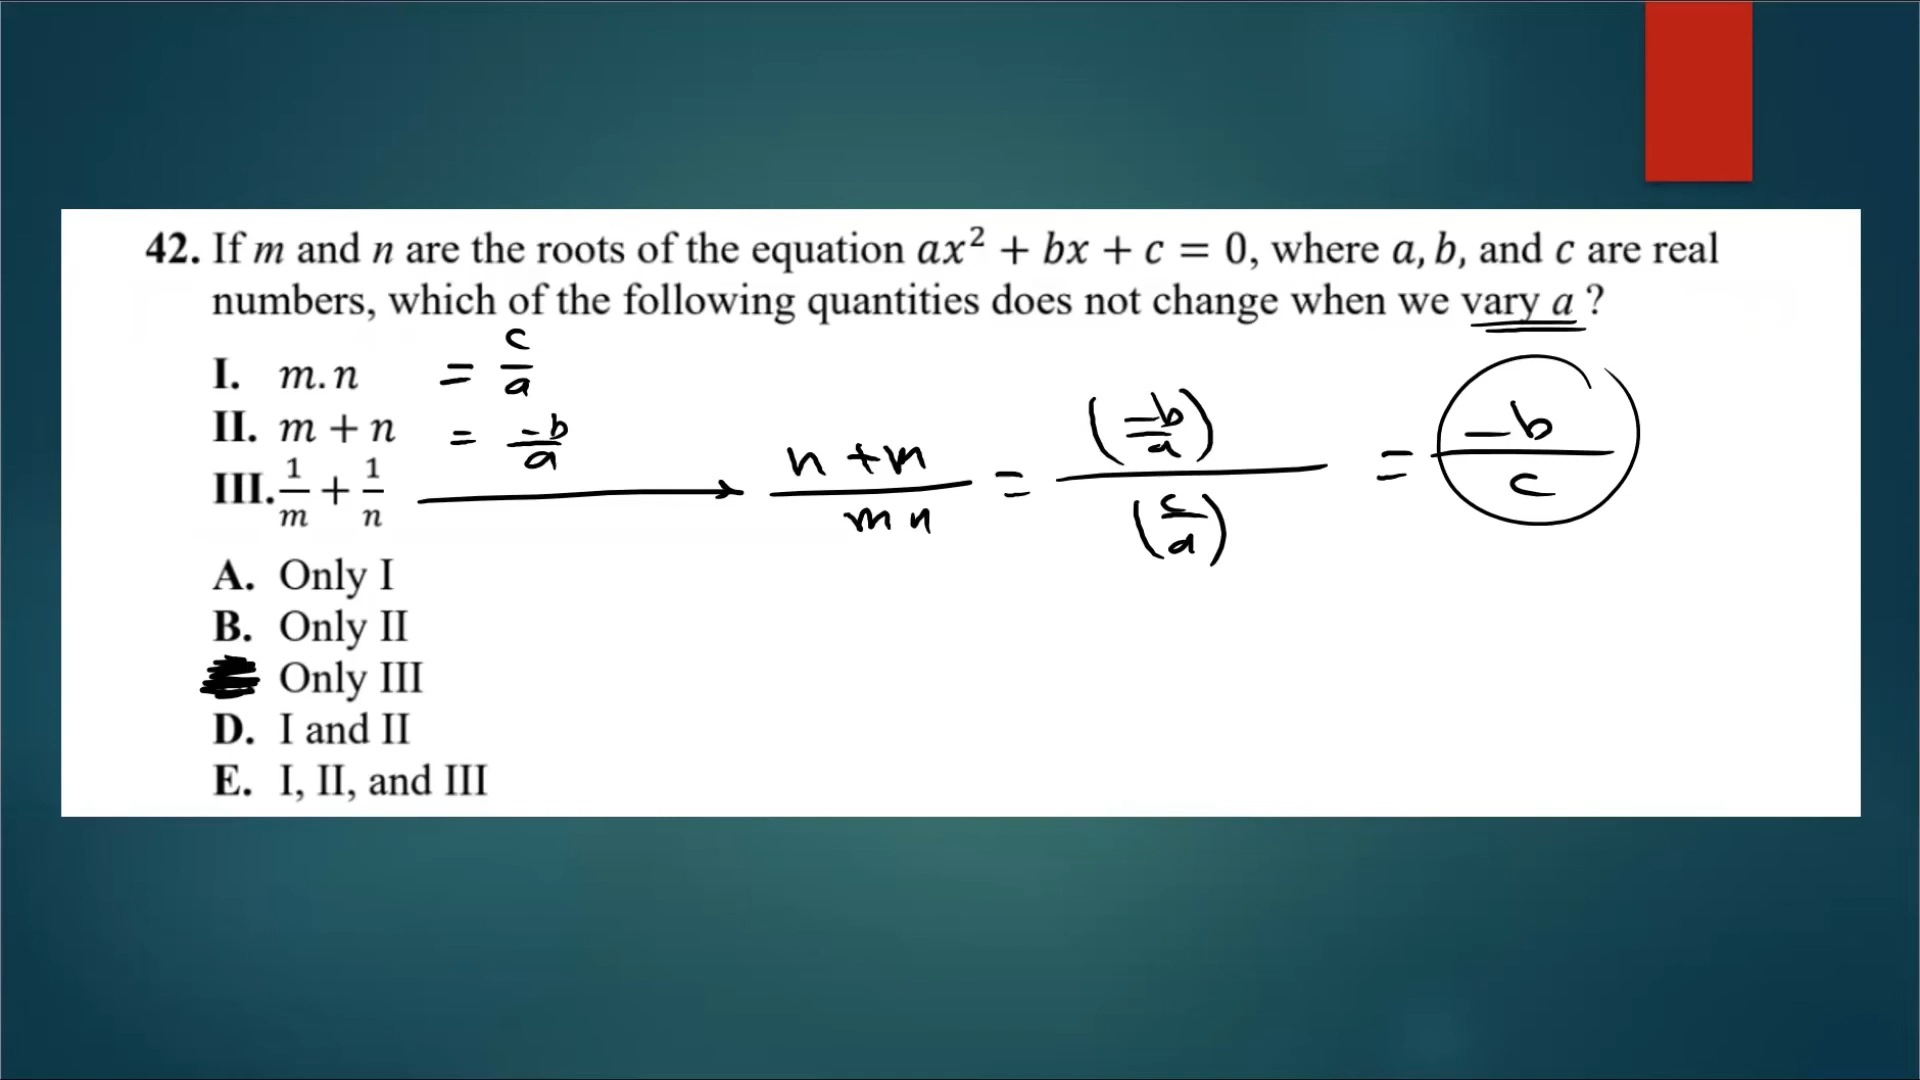 42. If m and n are the roots of the equation ax² + bx + c = 0, where a, b, and c are real
numbers, which of the following quantities does not change when we vary a ?
I. m.n = c/a
II. m + n = -b/a
III. 1/m + 1/n → n + m / m n = (-b/a) / (c/a) = -b/c
A. Only I
B. Only II
Only III
D. I and II
E. I, II, and III